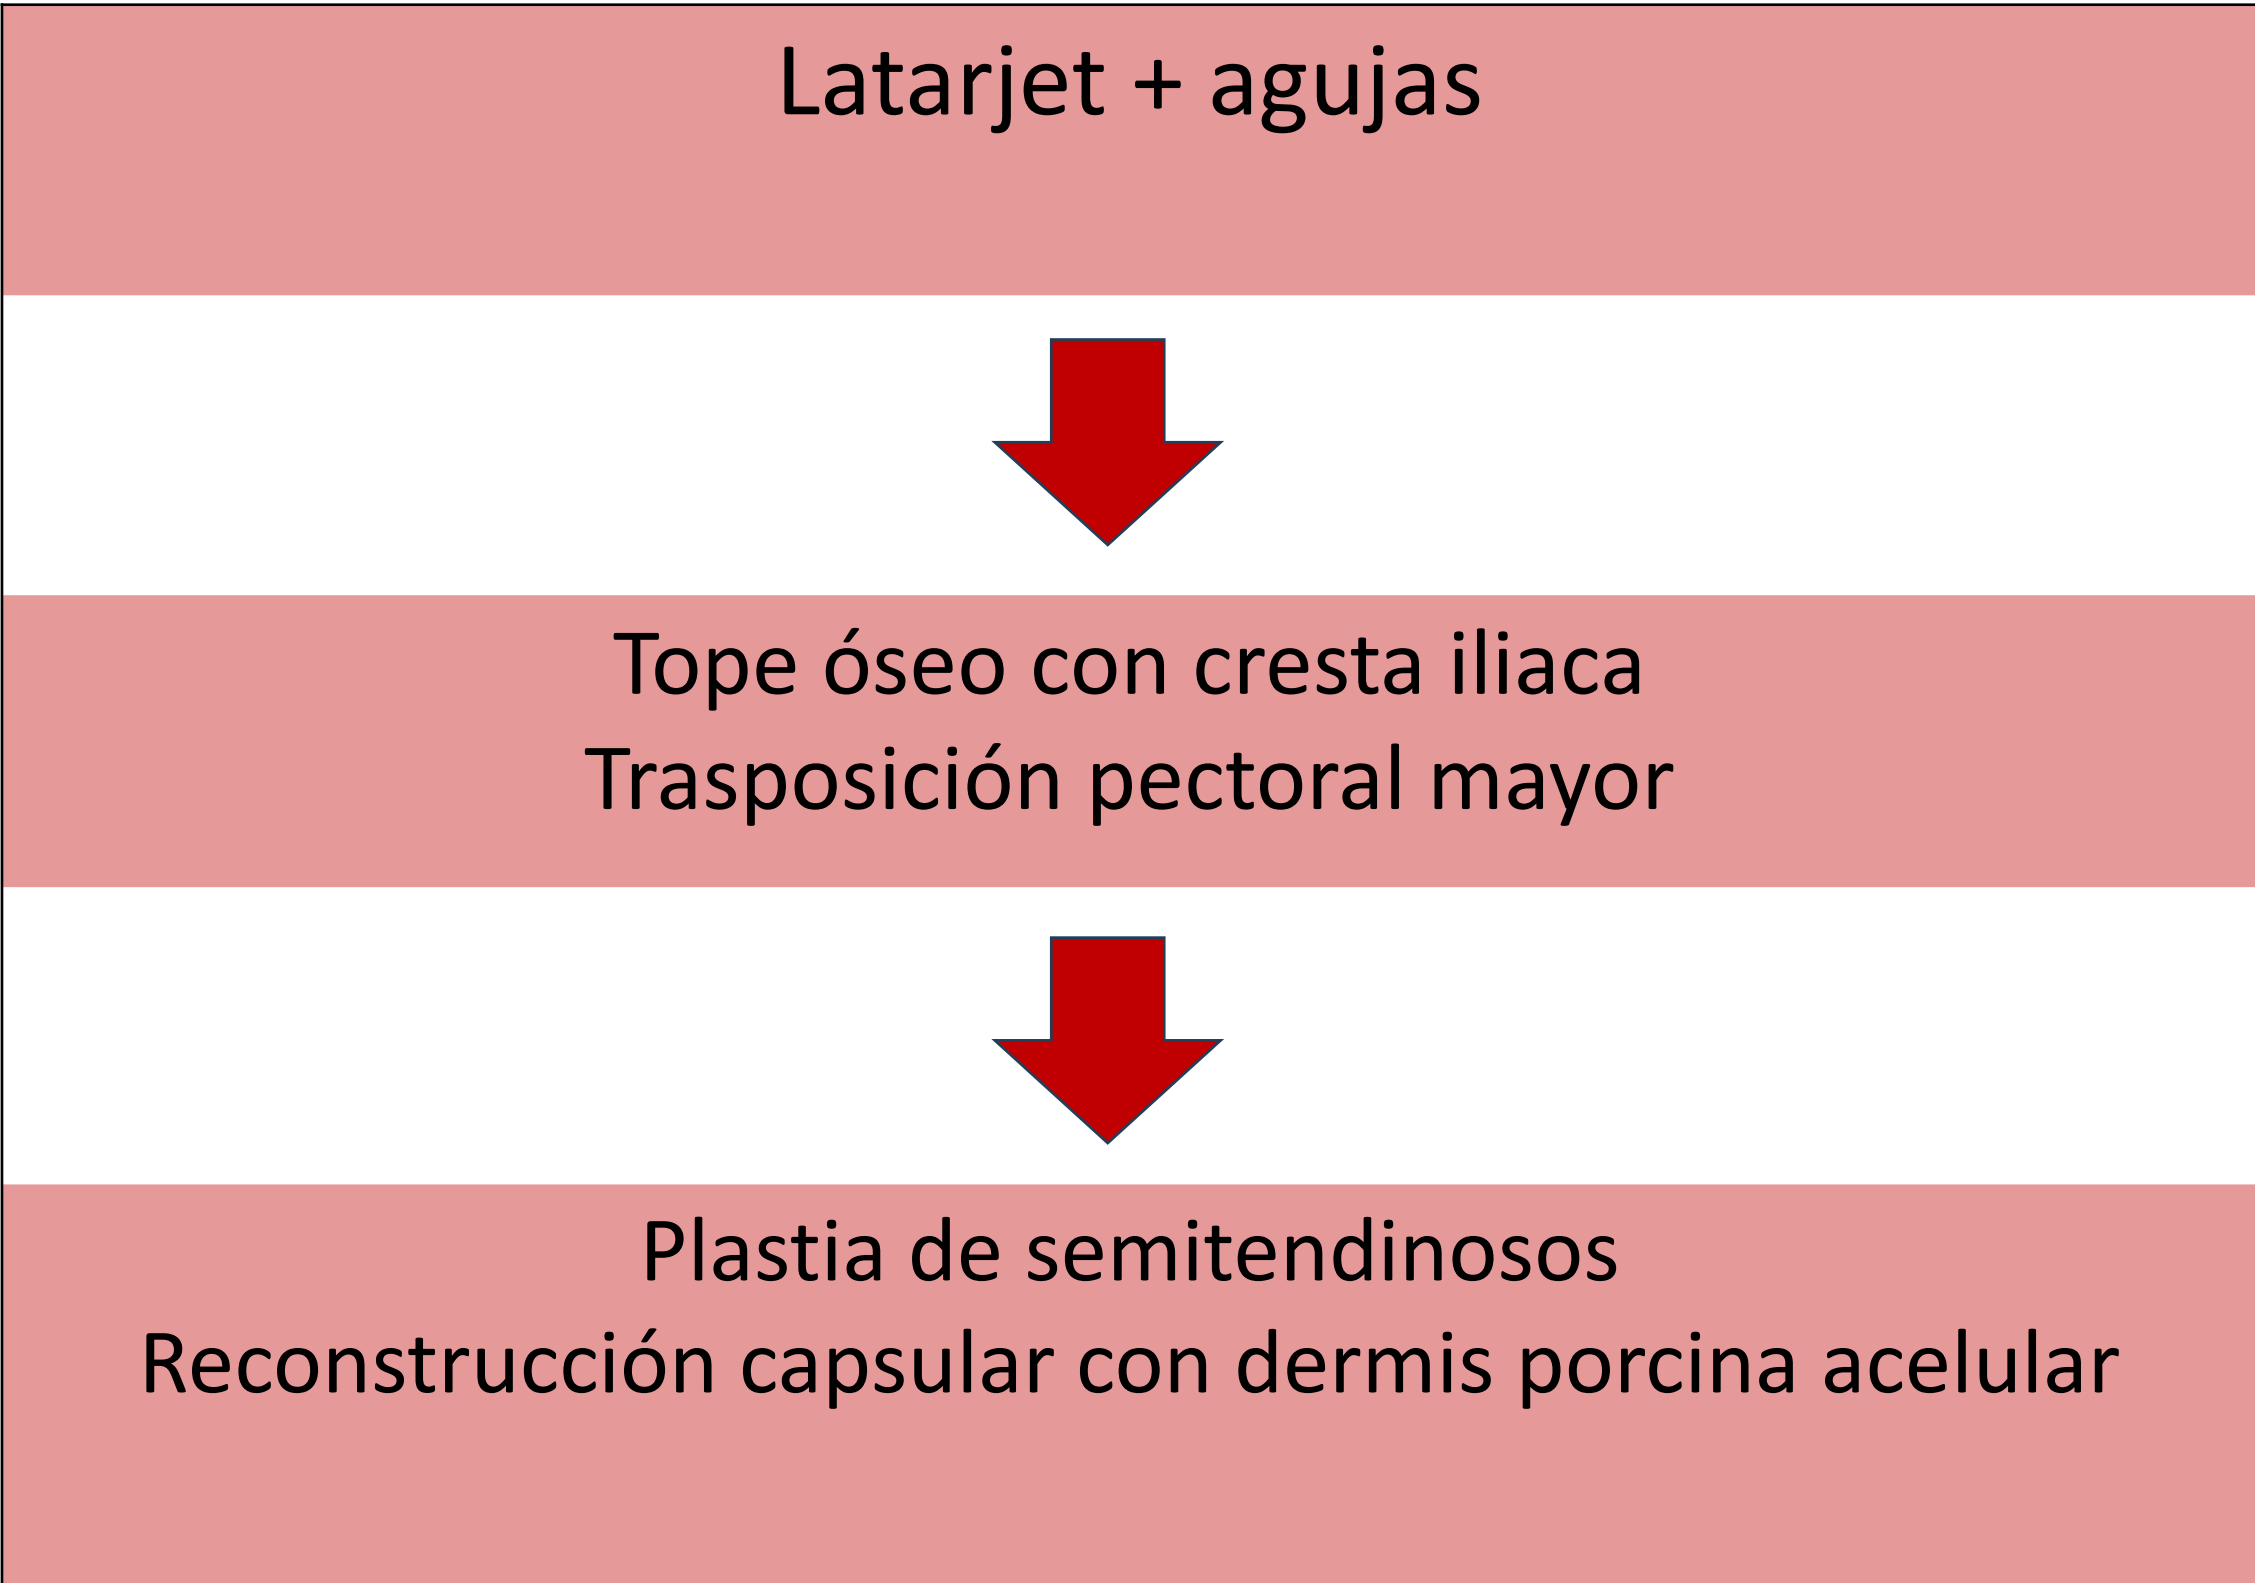 Latarjet + agujas
Tope óseo con cresta iliaca
Trasposición pectoral mayor
Plastia de semitendinosos
Reconstrucción capsular con dermis porcina acelular